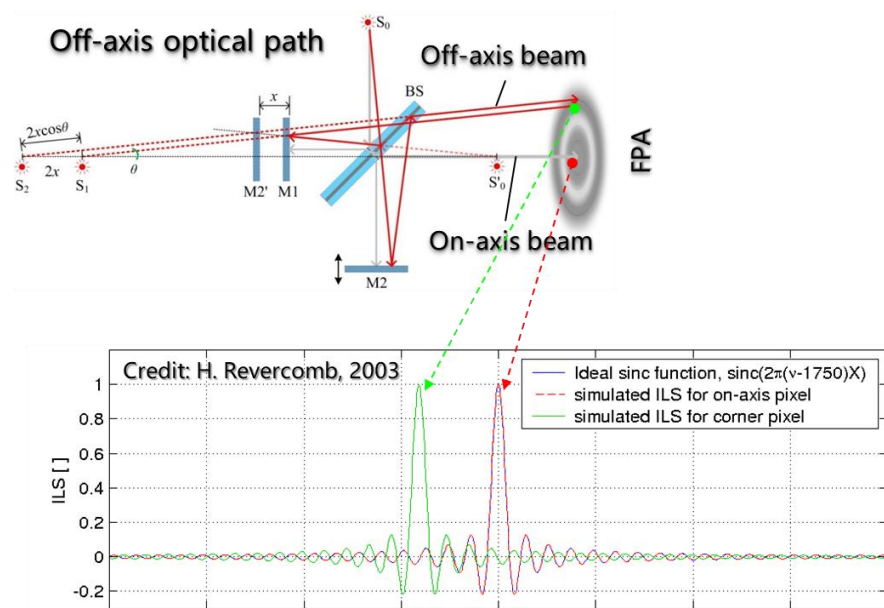 Off-axis optical path
S₀
Off-axis beam
BS
x
2xcosθ
FPA
θ
S₂
2x
S₁
M2'
M1
S'₀
On-axis beam
M2
Credit: H. Revercomb, 2003
Ideal sinc function, sinc(2π(ν-1750)X)
simulated ILS for on-axis pixel
simulated ILS for corner pixel
ILS [ ]
1
0.8
0.6
0.4
0.2
0
-0.2